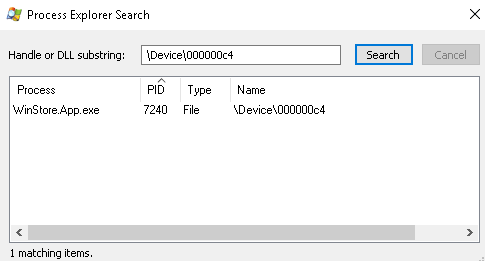 Process Explorer Search
Handle or DLL substring: \Device\000000c4 Search Cancel
Process PID Type Name
WinStore.App.exe 7240 File \Device\000000c4
1 matching items.